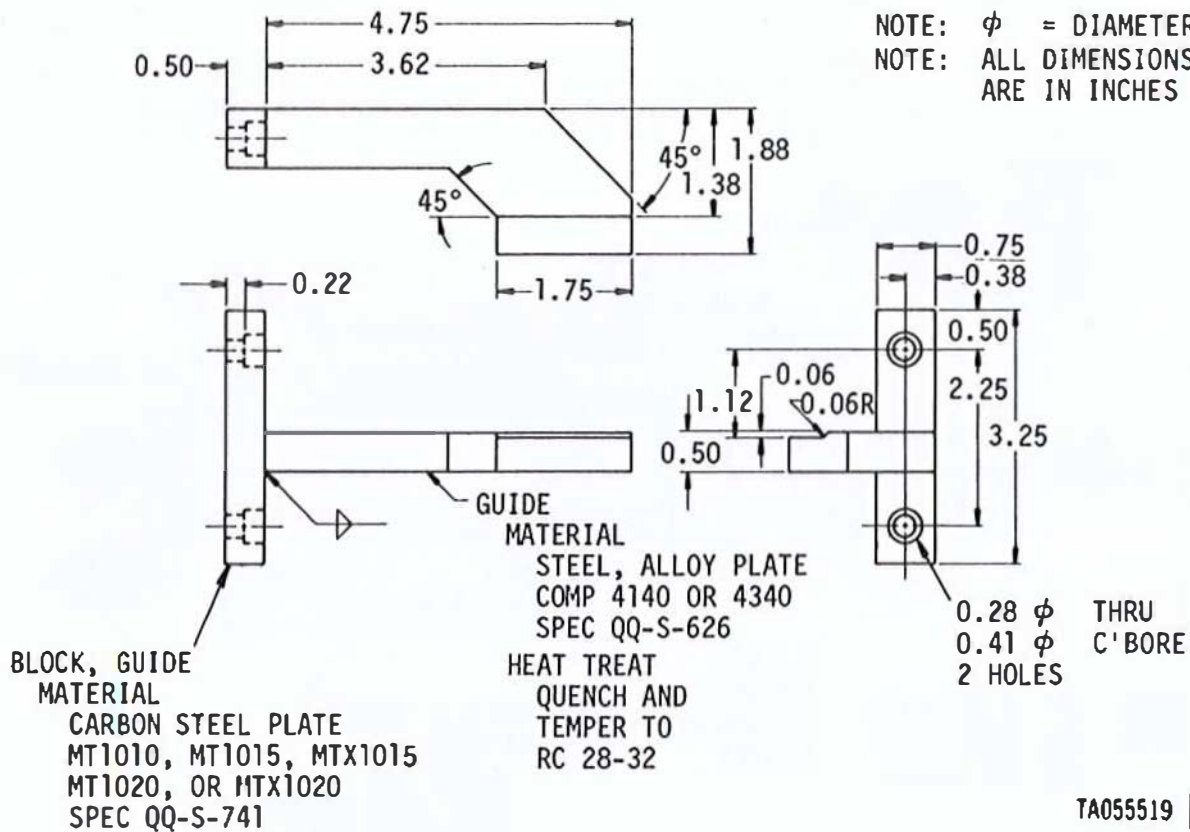 4.75
0.50
3.62
NOTE: φ = DIAMETER
NOTE: ALL DIMENSIONS
ARE IN INCHES
45°
1.88
1.38
45°
1.75
0.22
0.75
0.38
0.50
1.12
0.06
0.06R
2.25
3.25
0.50
GUIDE
MATERIAL
STEEL, ALLOY PLATE
COMP 4140 OR 4340
SPEC QQ-S-626
HEAT TREAT
QUENCH AND
TEMPER TO
RC 28-32
0.28 φ THRU
0.41 φ C'BORE
2 HOLES
BLOCK, GUIDE
MATERIAL
CARBON STEEL PLATE
MT1010, MT1015, MTX1015
MT1020, OR MTX1020
SPEC QQ-S-741
TA055519